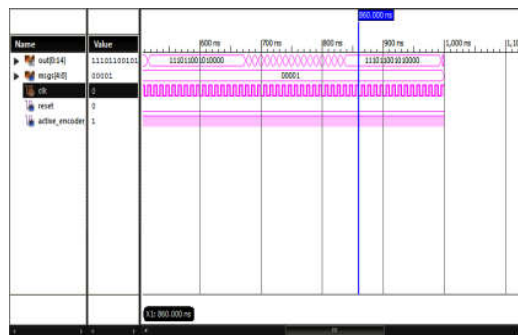 860.000 ns
Name Value 600 ns 700 ns 800 ns 900 ns 1,000 ns
out[0:14] 11101100101 111011001010000 111011001010000
msgc[4:0] 00001 00001
clk 0
reset 0
active_encoder 1
X1: 860.000 ns